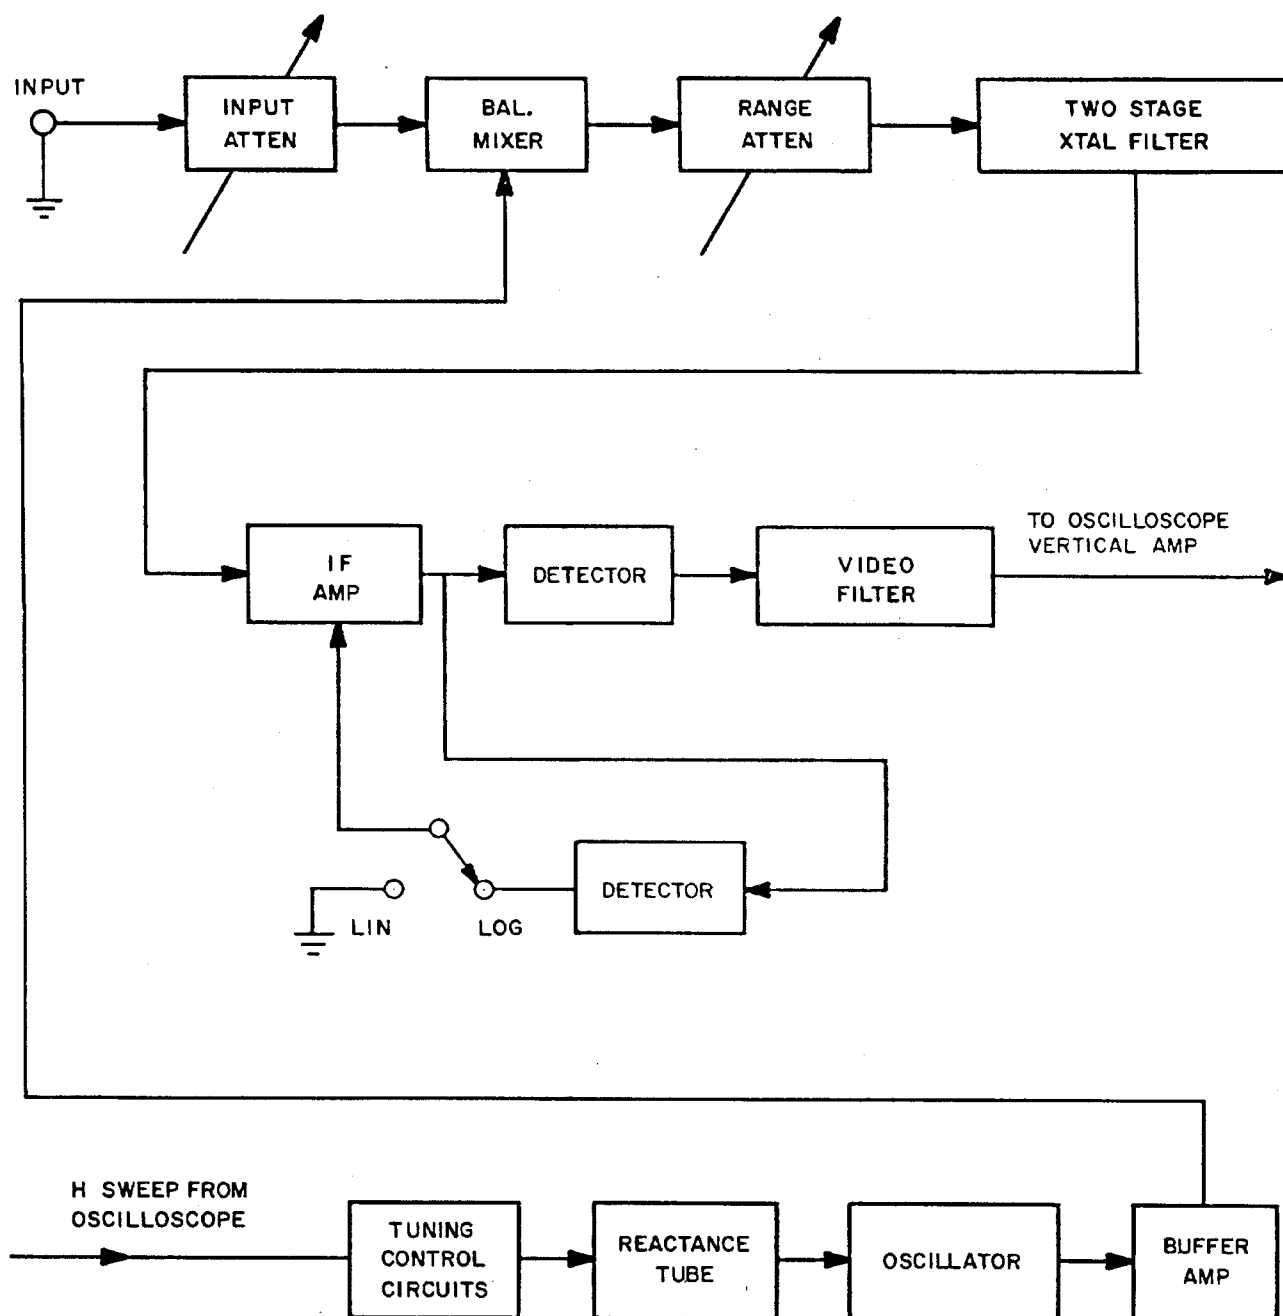 INPUT
INPUT
ATTEN
BAL.
MIXER
RANGE
ATTEN
TWO STAGE
XTAL FILTER
IF
AMP
DETECTOR
VIDEO
FILTER
TO OSCILLOSCOPE
VERTICAL AMP
LIN
LOG
DETECTOR
H SWEEP FROM
OSCILLOSCOPE
TUNING
CONTROL
CIRCUITS
REACTANCE
TUBE
OSCILLATOR
BUFFER
AMP